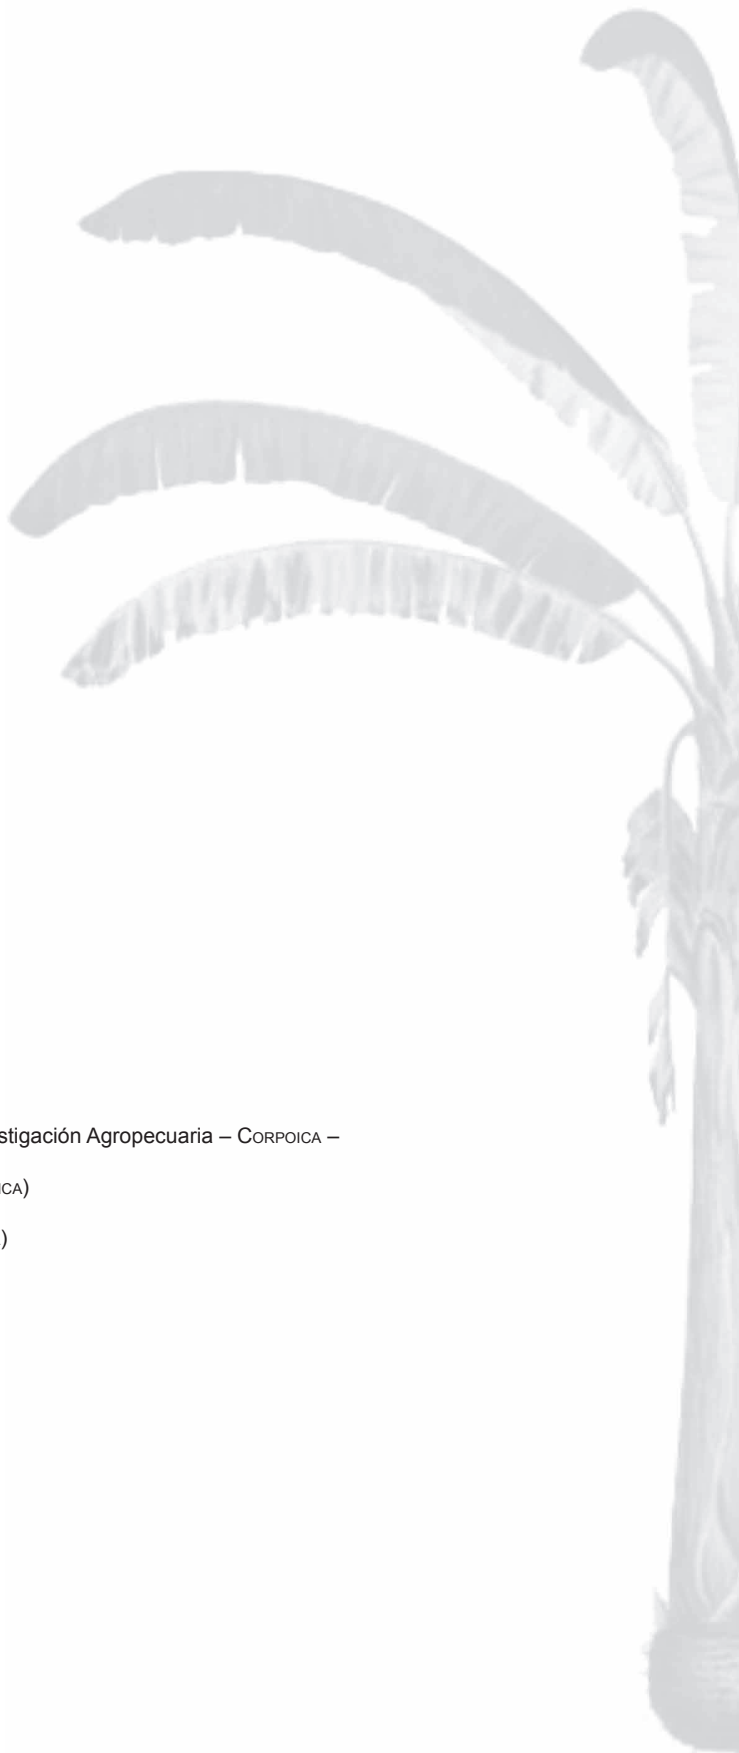 stigación Agropecuaria – CORPOICA –
ICA)
)